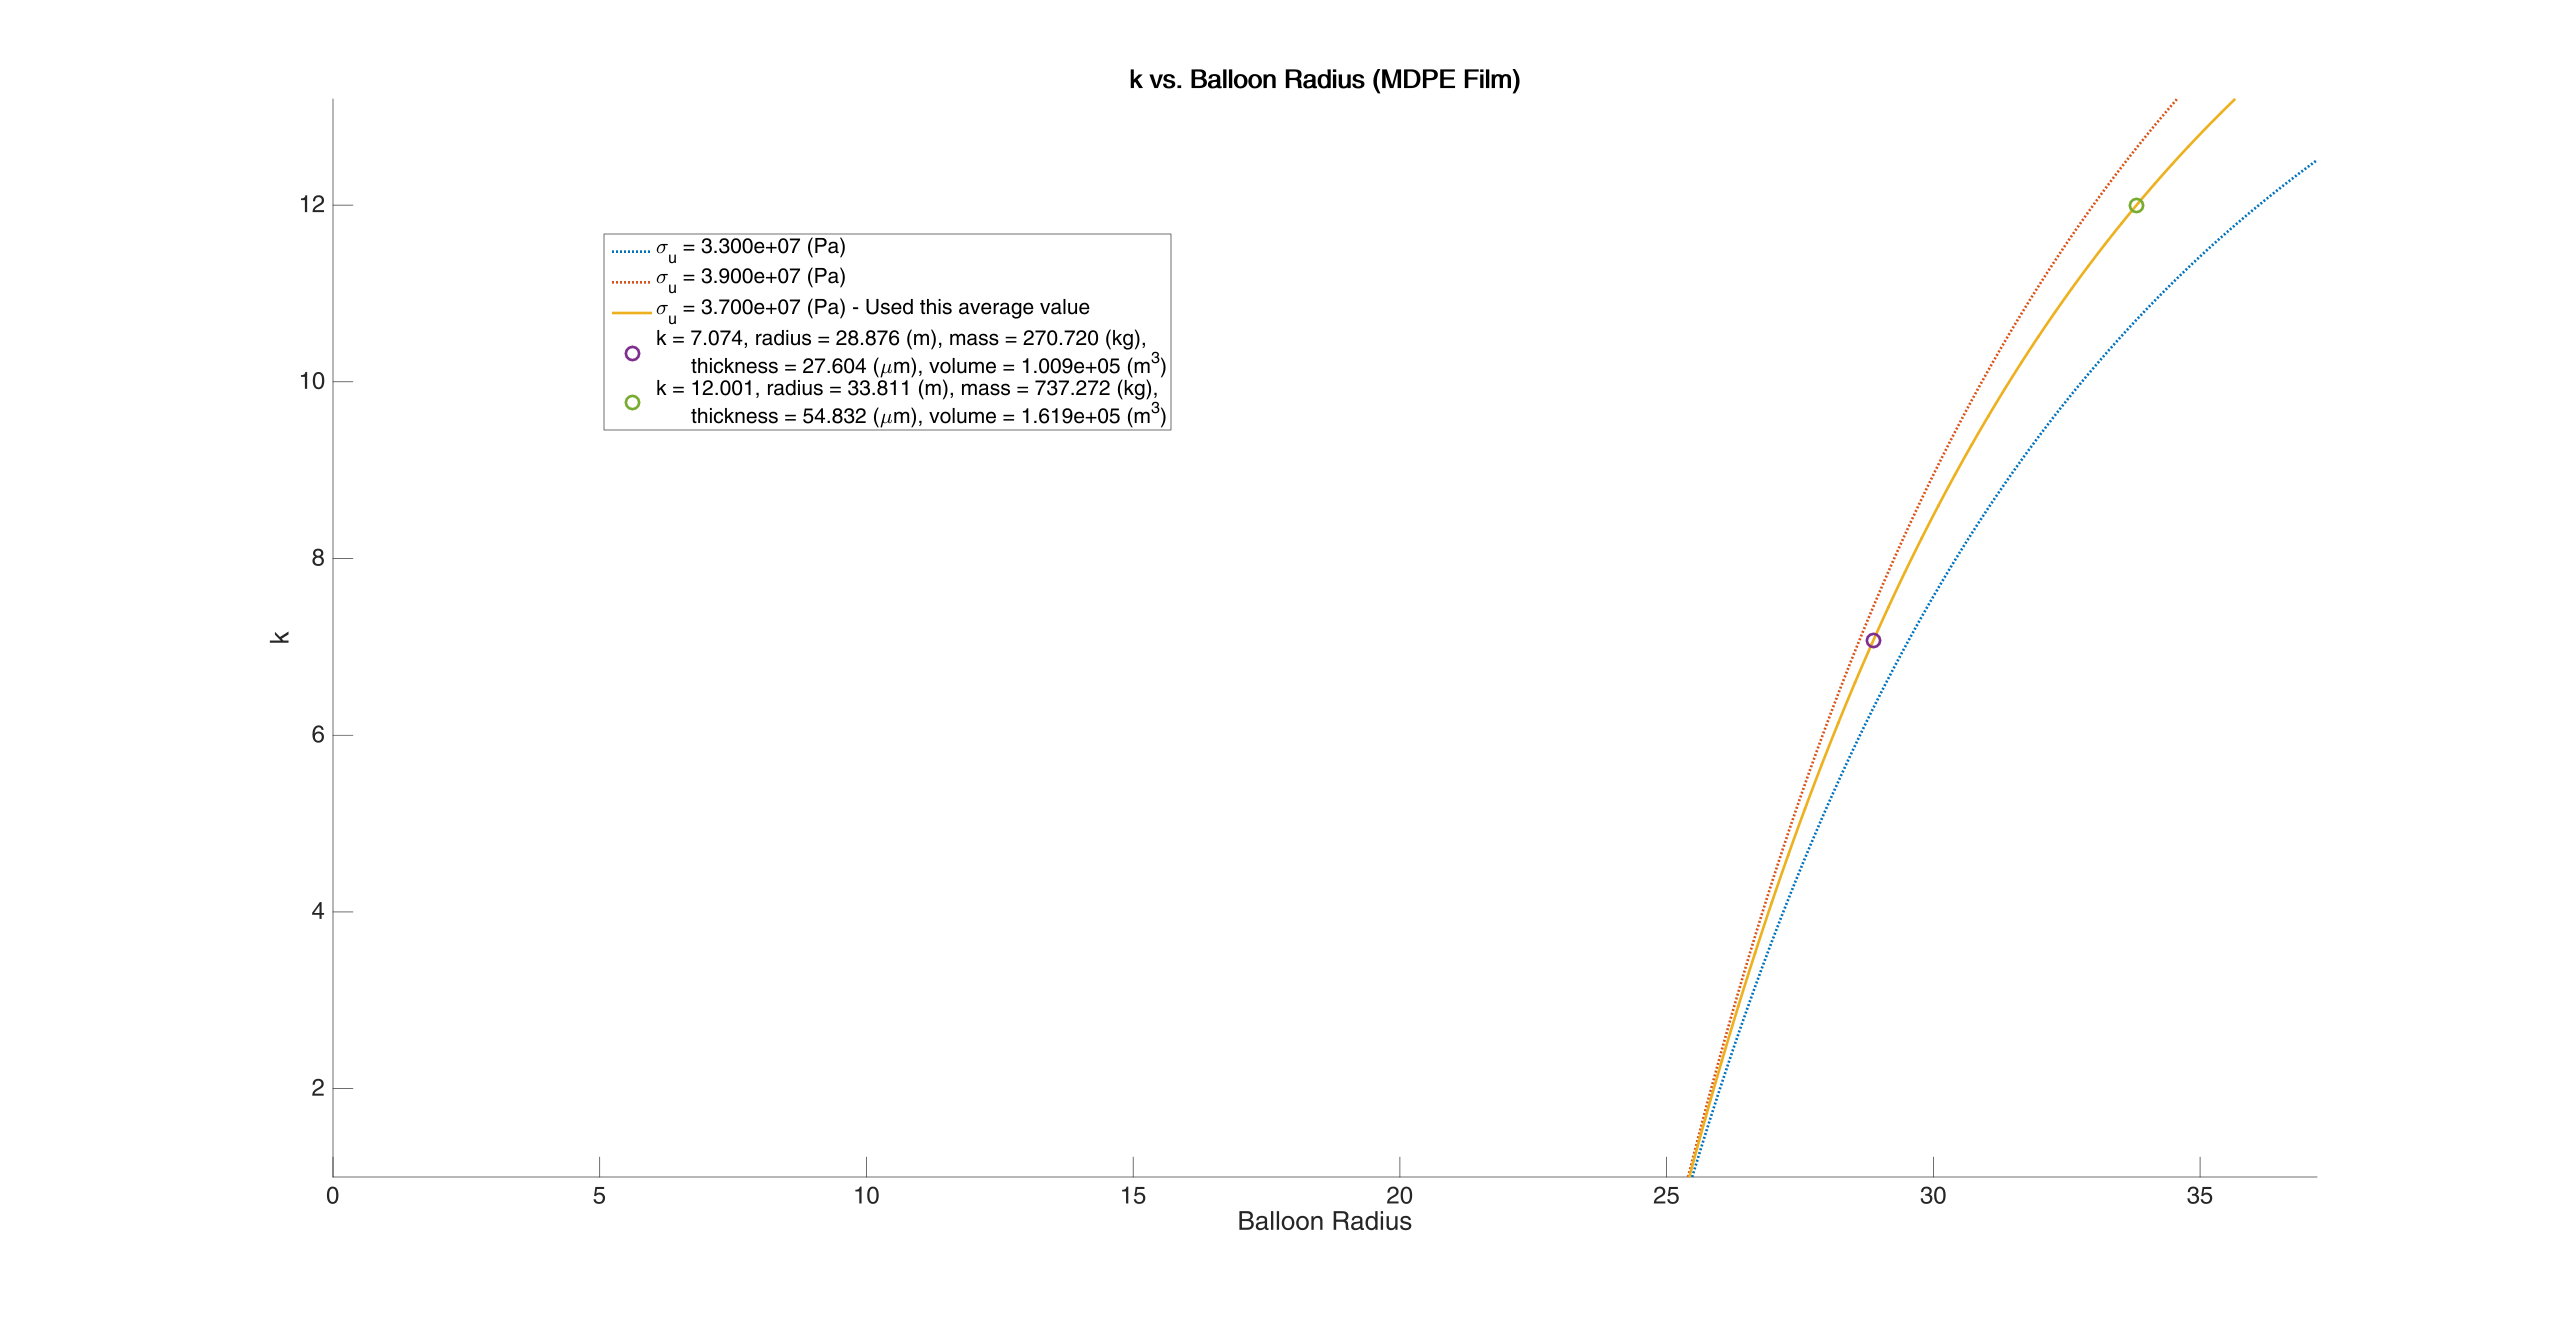 k vs. Balloon Radius (MDPE Film)
12
10
8
6
4
2
k
σu = 3.300e+07 (Pa)
σu = 3.900e+07 (Pa)
σu = 3.700e+07 (Pa) - Used this average value
k = 7.074, radius = 28.876 (m), mass = 270.720 (kg),
thickness = 27.604 (μm), volume = 1.009e+05 (m3)
k = 12.001, radius = 33.811 (m), mass = 737.272 (kg),
thickness = 54.832 (μm), volume = 1.619e+05 (m3)
0 5 10 15 20 25 30 35
Balloon Radius